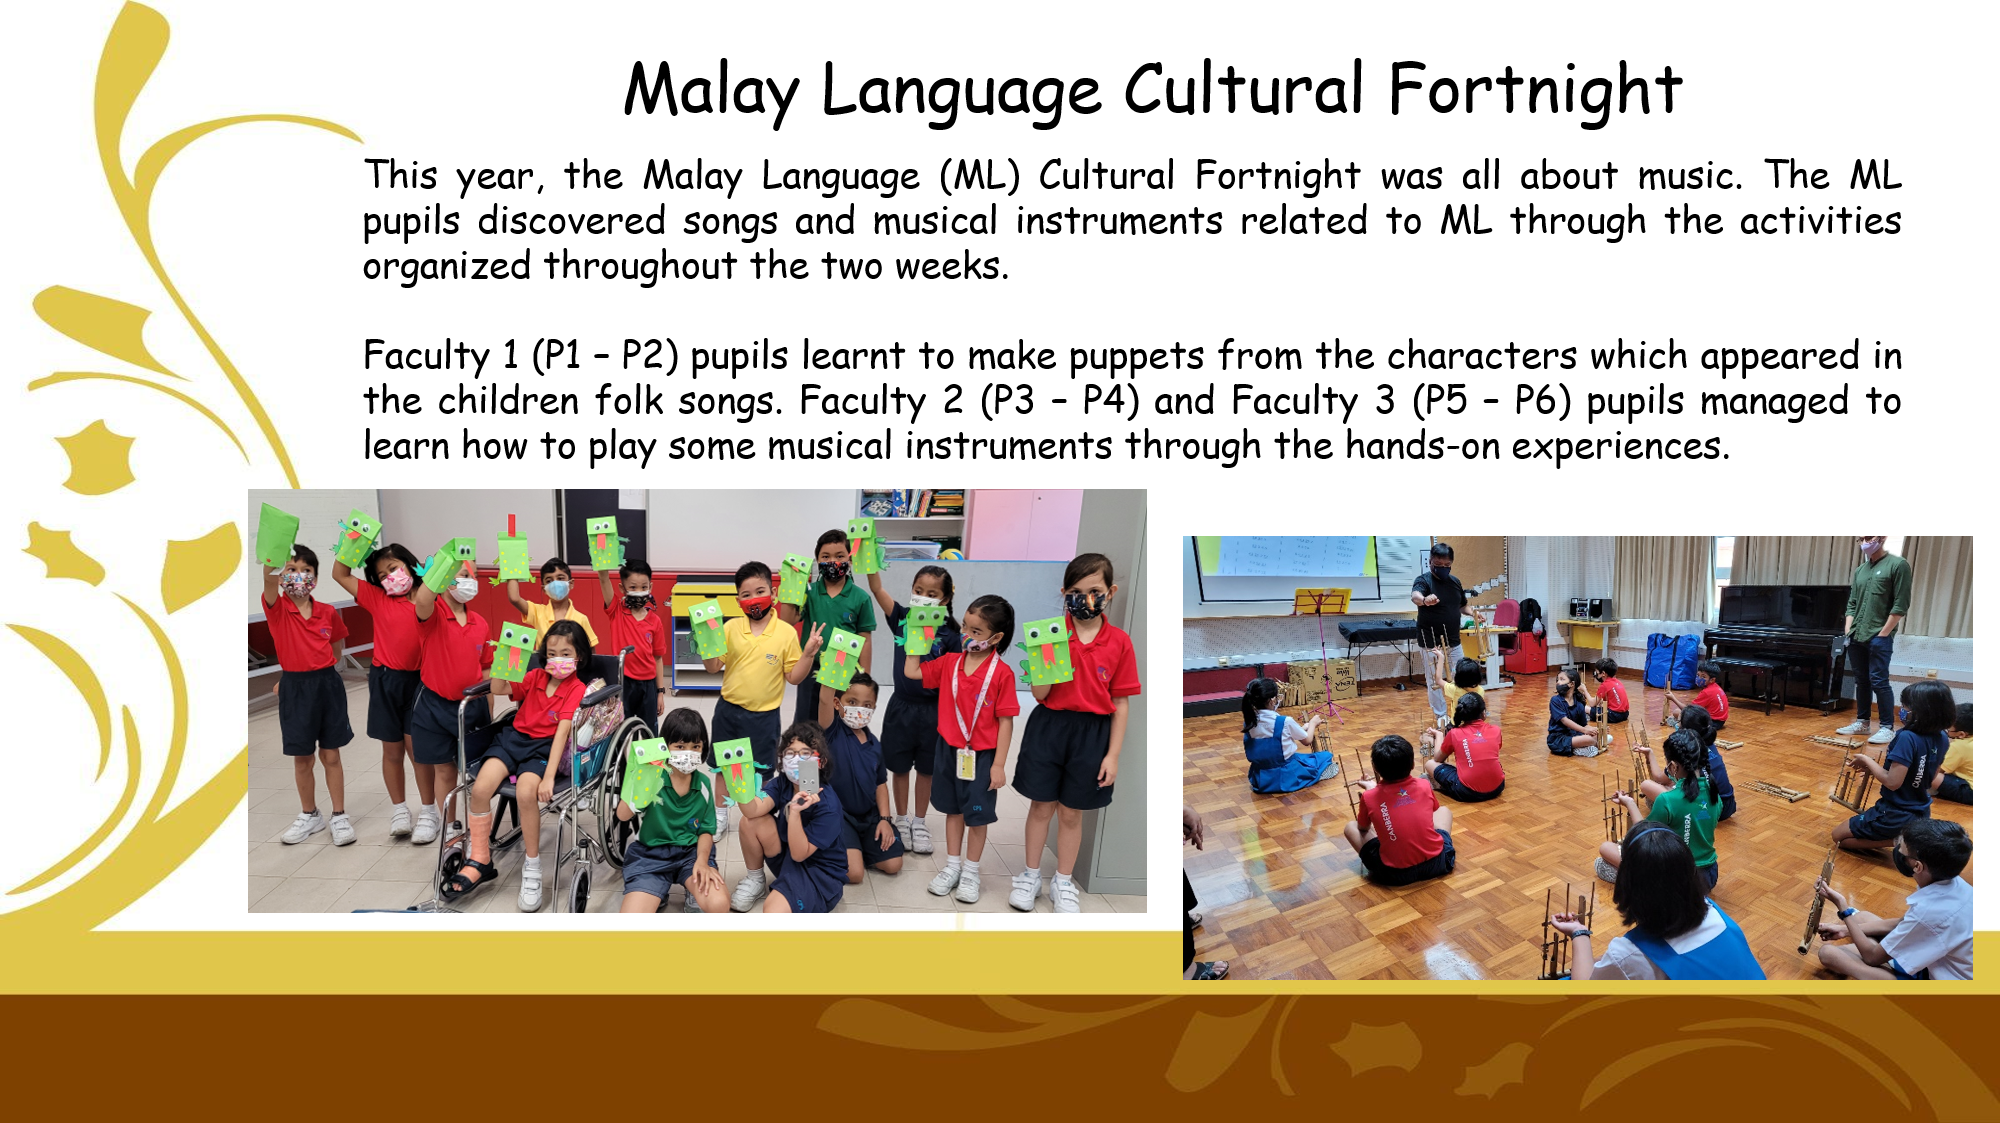 Malay Language Cultural Fortnight
This year, the Malay Language (ML) Cultural Fortnight was all about music. The ML
pupils discovered songs and musical instruments related to ML through the activities
organized throughout the two weeks.
Faculty 1 (P1 – P2) pupils learnt to make puppets from the characters which appeared in
the children folk songs. Faculty 2 (P3 – P4) and Faculty 3 (P5 – P6) pupils managed to
learn how to play some musical instruments through the hands-on experiences.
CANBERRA
CANBERRA
CANBERRA
CANBERRA